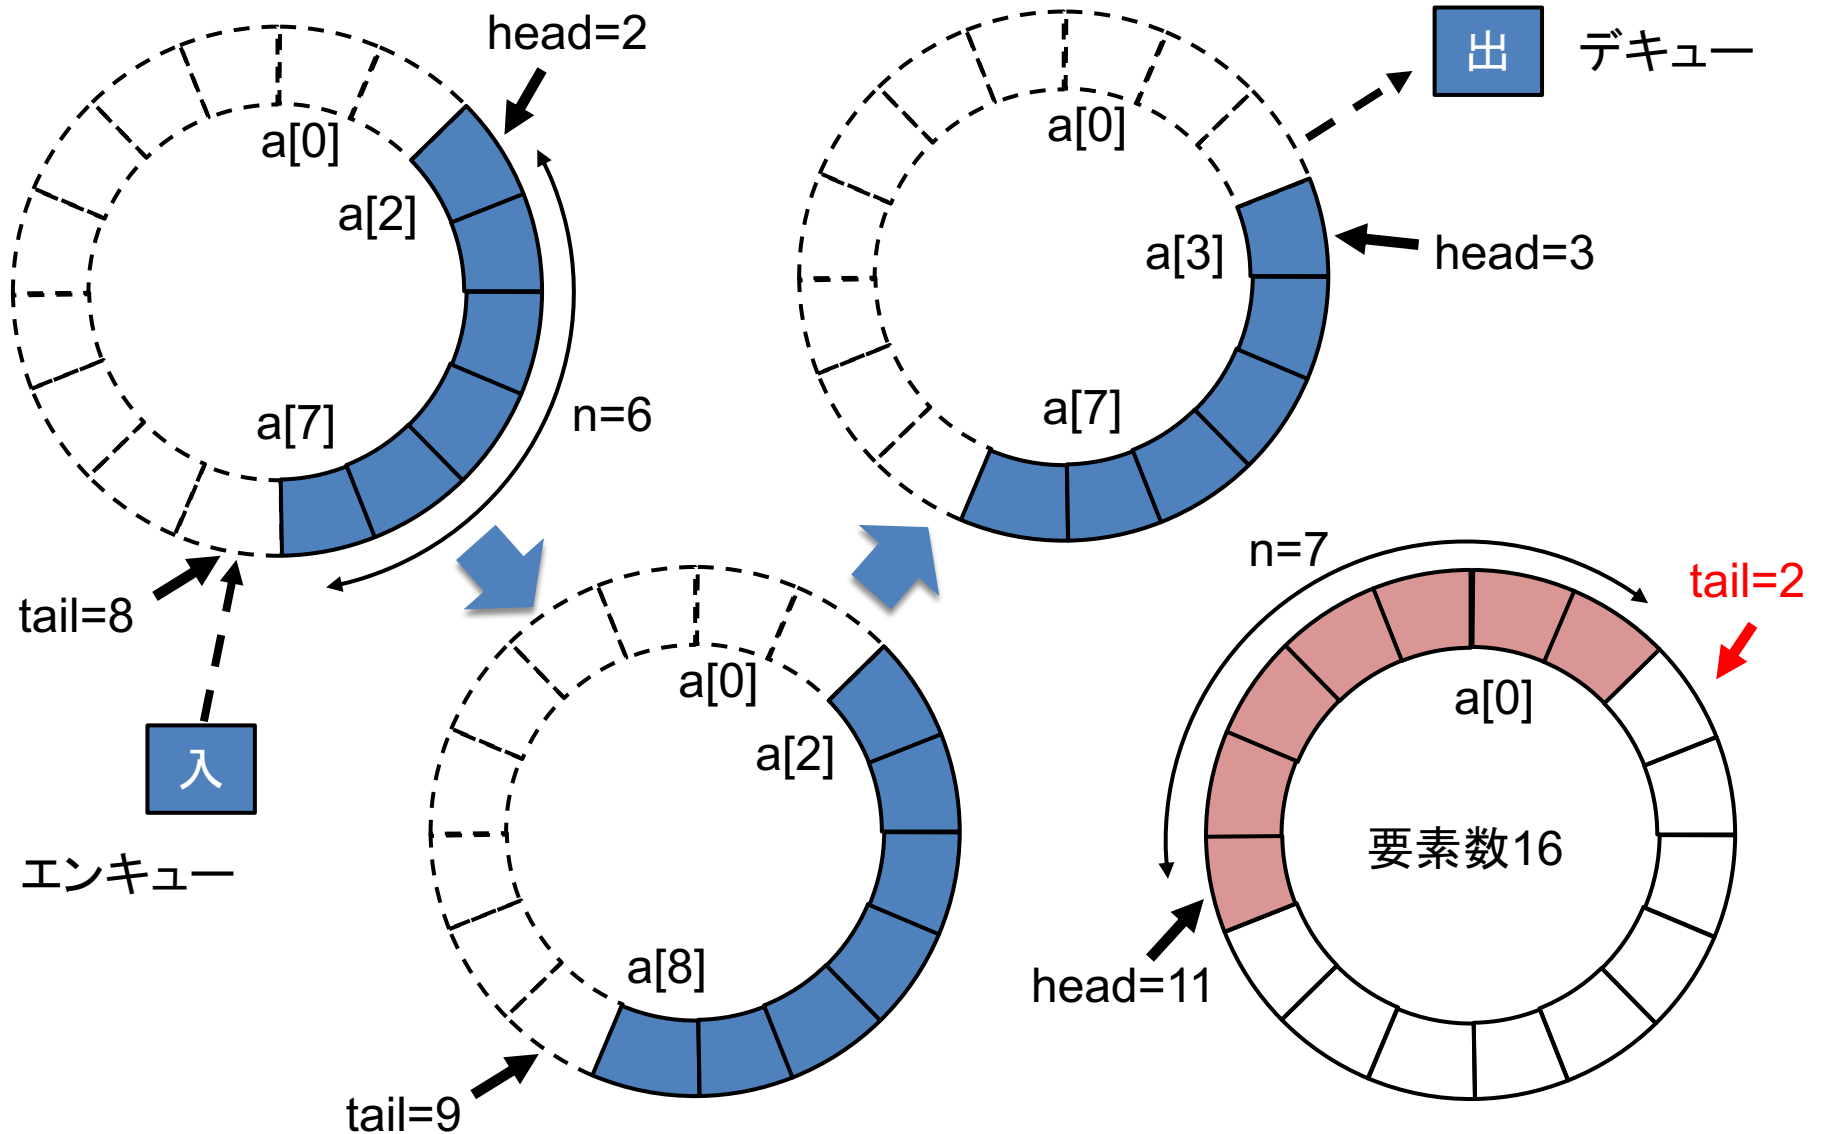 head=2
a[0]
a[2]
a[7]
n=6
tail=8
入
エンキュー
a[0]
a[2]
a[8]
tail=9
出
デキュー
a[0]
a[3]
head=3
a[7]
n=7
tail=2
a[0]
要素数16
head=11